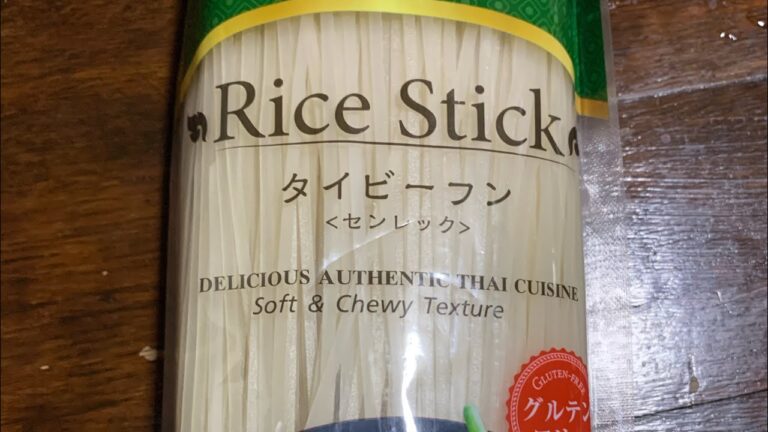 Rice Stick
タイビーフン
<センレック>
DELICIOUS AUTHENTIC THAI CUISINE
Soft & Chewy Texture
GLUTEN-FREE
グルテン